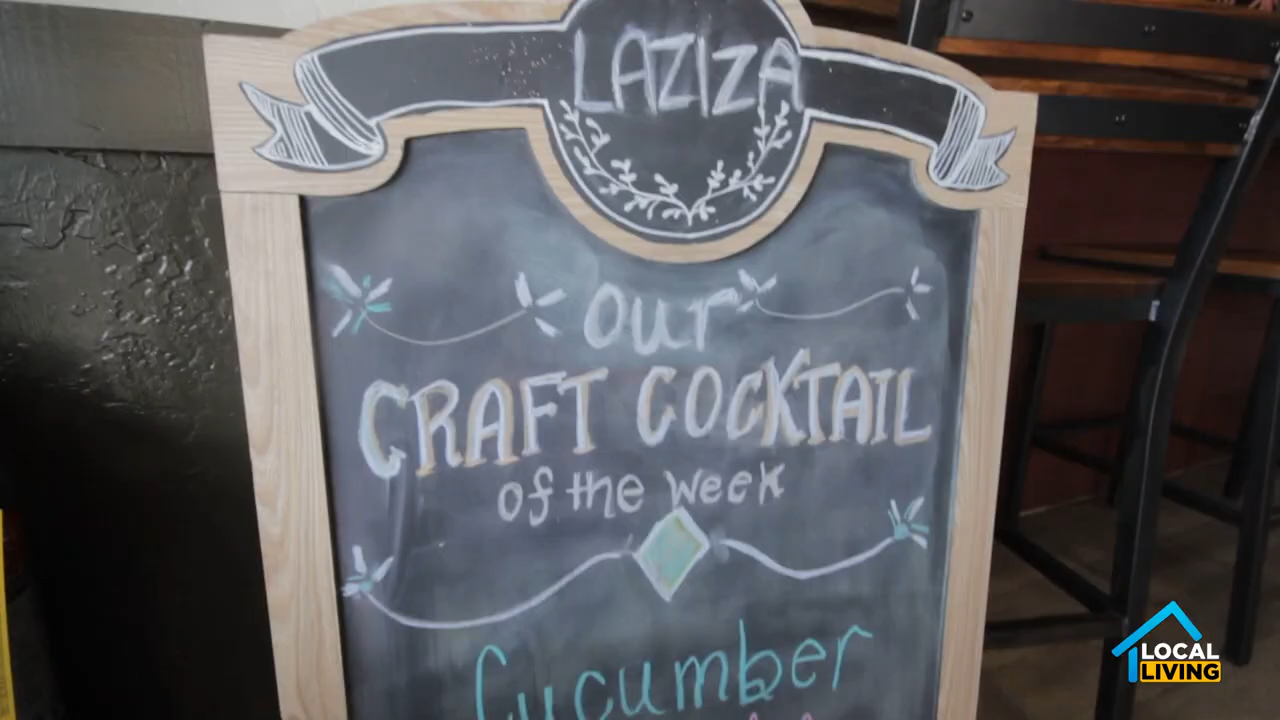 LAZIZA
our
CRAFT COCKTAIL
of the week
Cucumber
LOCAL
LIVING